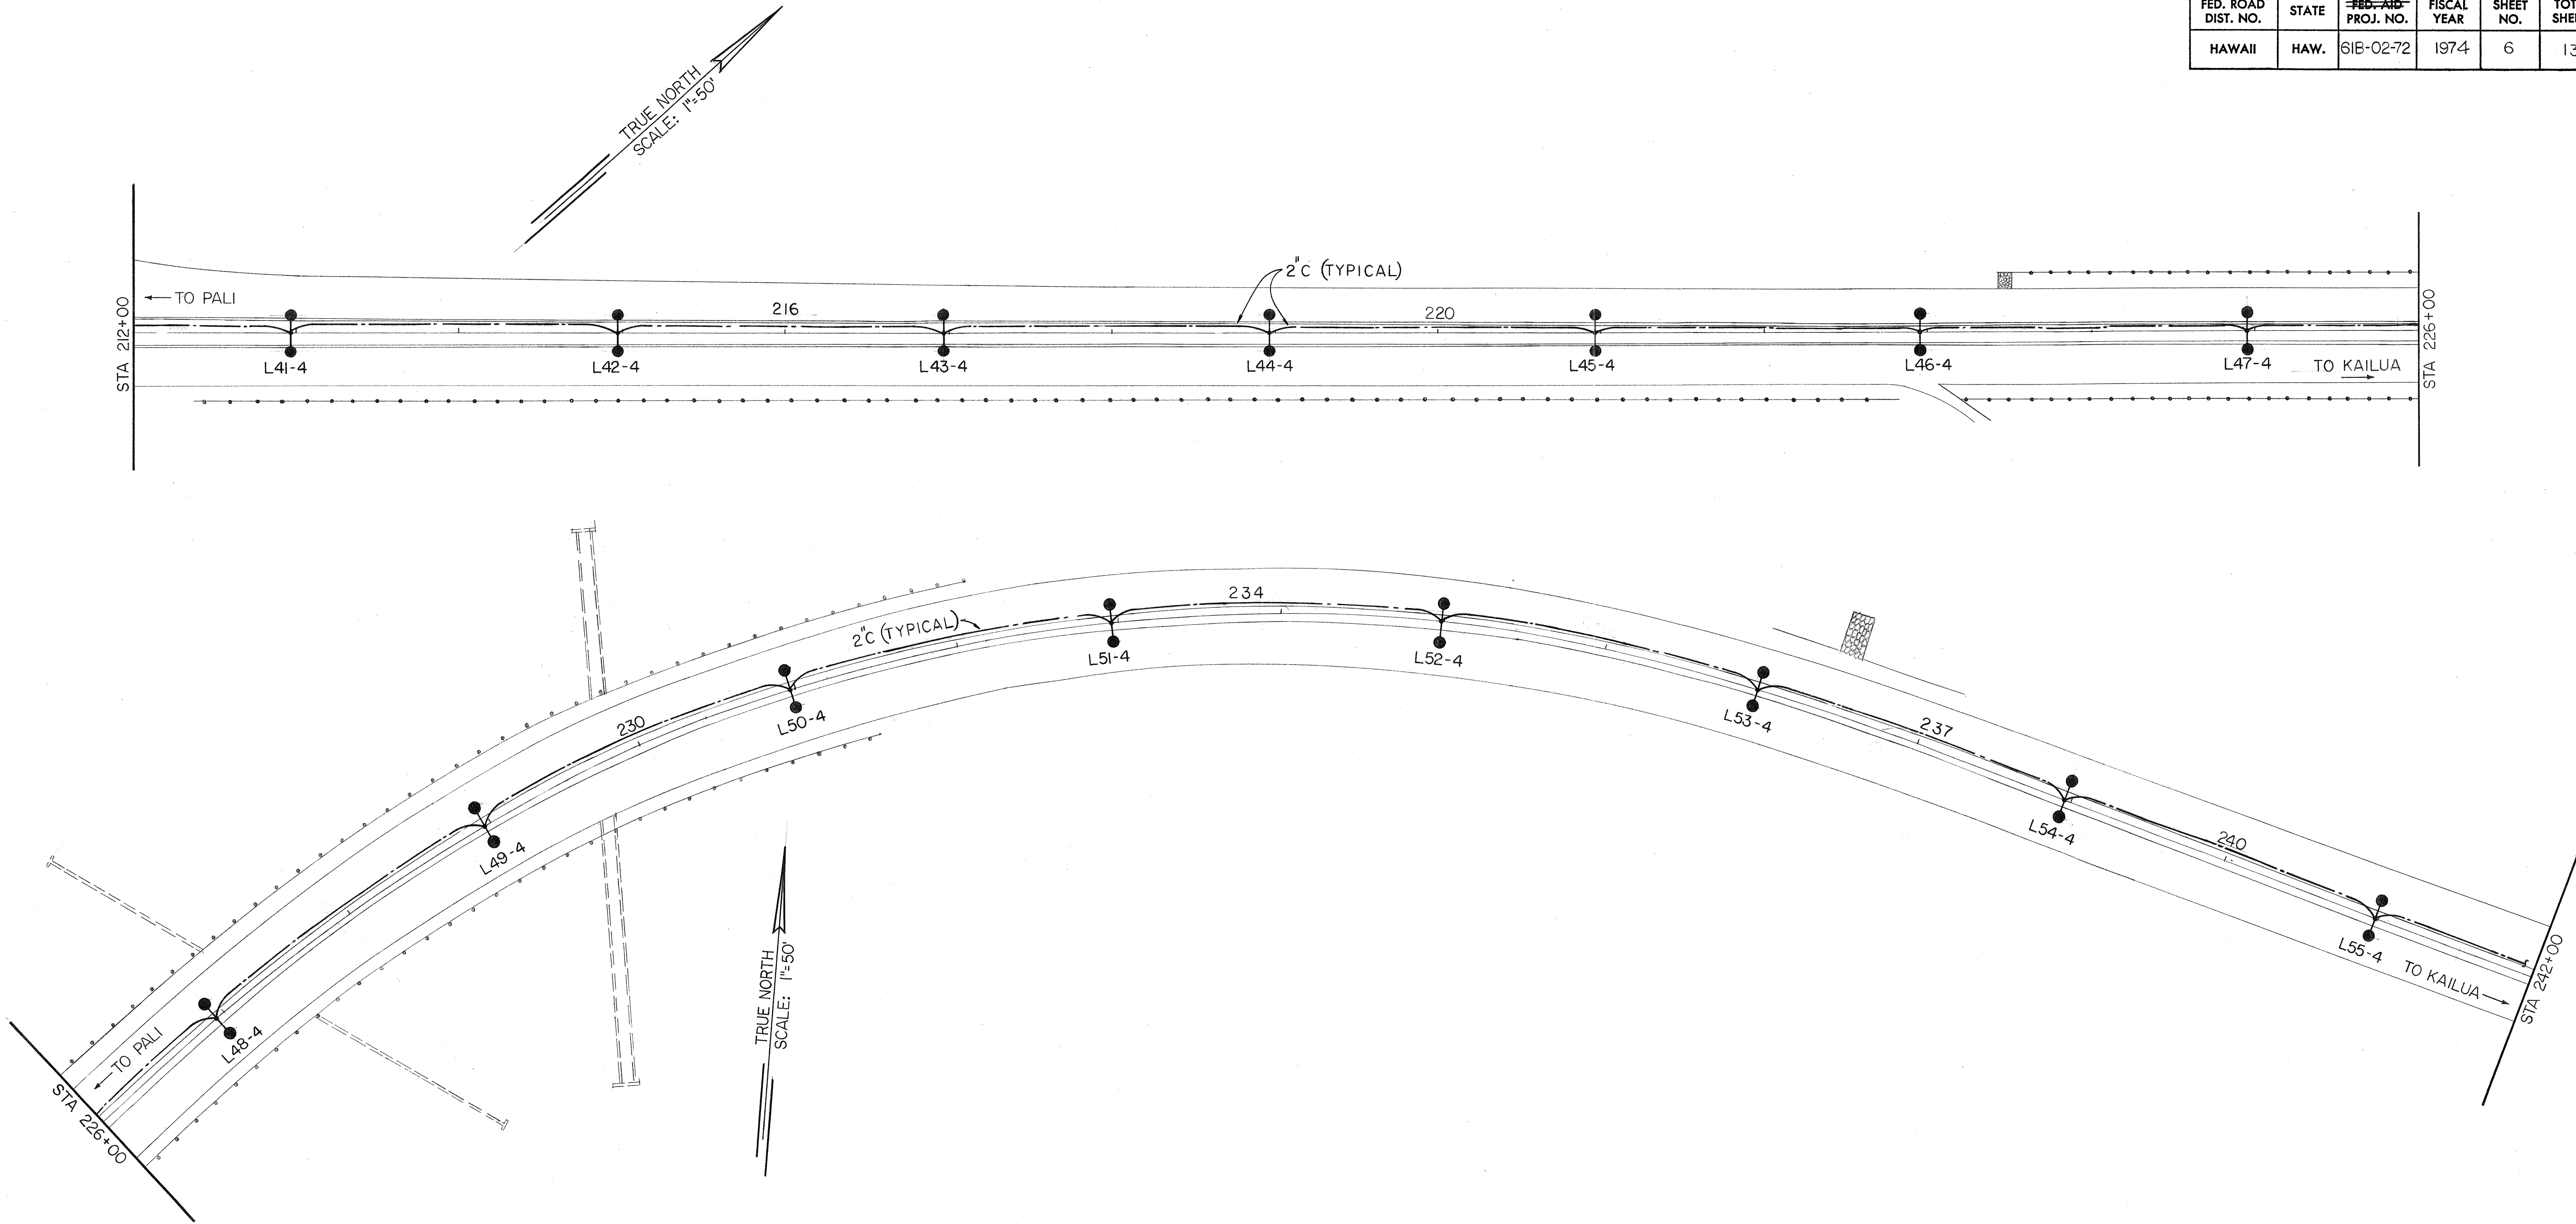 FED. ROAD DIST. NO.
STATE
FED. AID PROJ. NO.
FISCAL YEAR
SHEET NO.
HAWAII
HAW.
61B-02-72
1974
6
13
TRUE NORTH
SCALE: 1"=50'
2"C (TYPICAL)
TO PALI
216
220
STA 212+00
STA 226+00
L41-4
L42-4
L43-4
L44-4
L45-4
L46-4
L47-4
TO KAILUA
234
2"C (TYPICAL)
L51-4
L52-4
230
L50-4
L53-4
237
L49-4
L54-4
240
L55-4
TO KAILUA
STA 242+00
L48-4
TO PALI
STA 226+00
TRUE NORTH
SCALE: 1"=50'